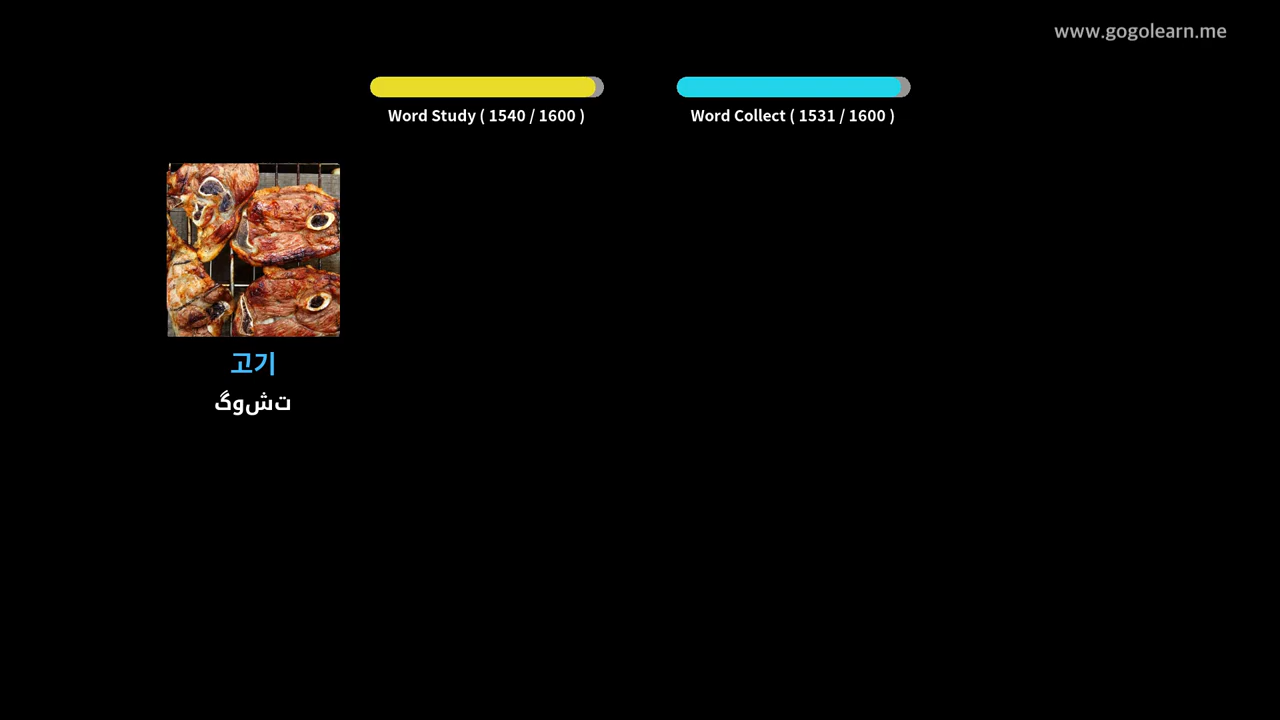 www.gogolearn.me
Word Study ( 1540 / 1600 )
Word Collect ( 1531 / 1600 )
고기
تشوگ